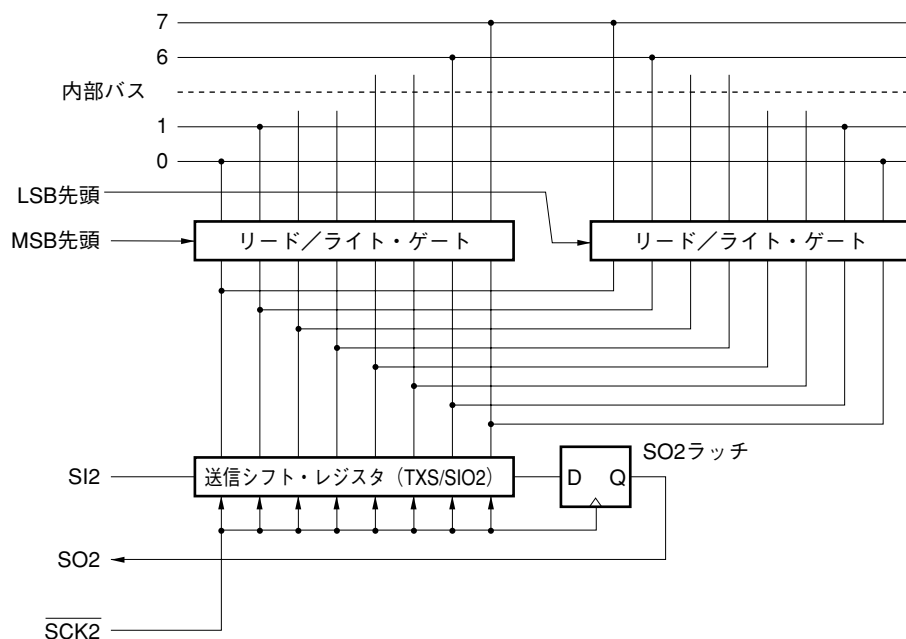 7
6
内部バス
1
0
LSB先頭
MSB先頭
リード／ライト・ゲート
リード／ライト・ゲート
SO2ラッチ
SI2
送信シフト・レジスタ（TXS/SIO2）
D Q
SO2
SCK2